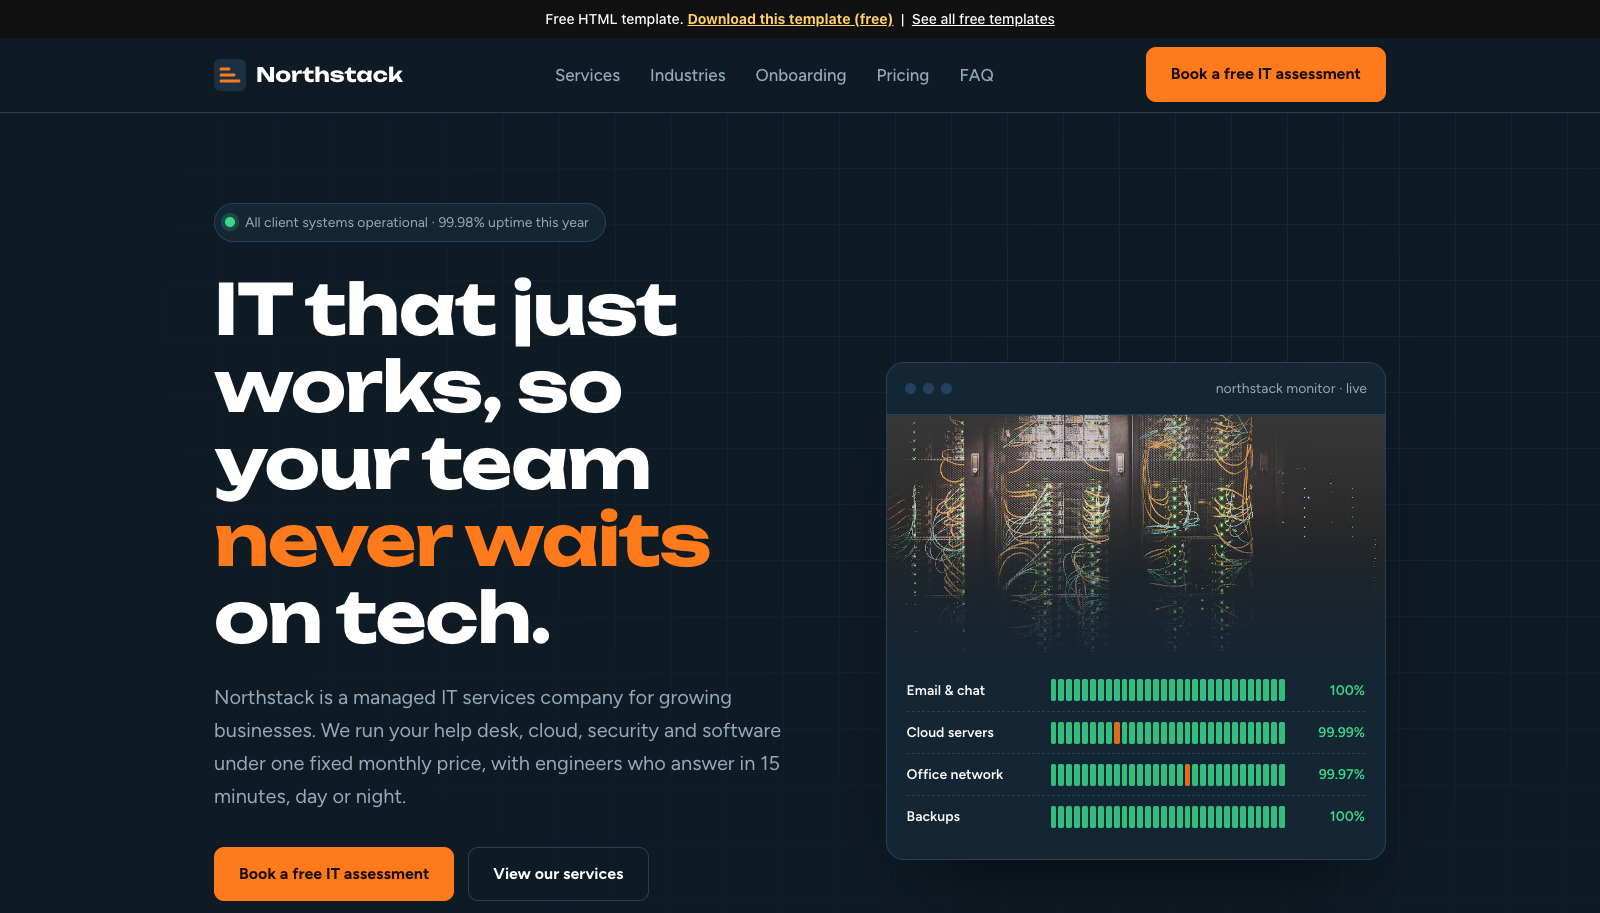 Free HTML template. Download this template (free) | See all free templates
Northstack
Services Industries Onboarding Pricing FAQ
Book a free IT assessment
All client systems operational · 99.98% uptime this year
IT that just
works, so
your team
never waits
on tech.
Northstack is a managed IT services company for growing
businesses. We run your help desk, cloud, security and software
under one fixed monthly price, with engineers who answer in 15
minutes, day or night.
Book a free IT assessment
View our services
northstack monitor · live
Email & chat 100%
Cloud servers 99.99%
Office network 99.97%
Backups 100%